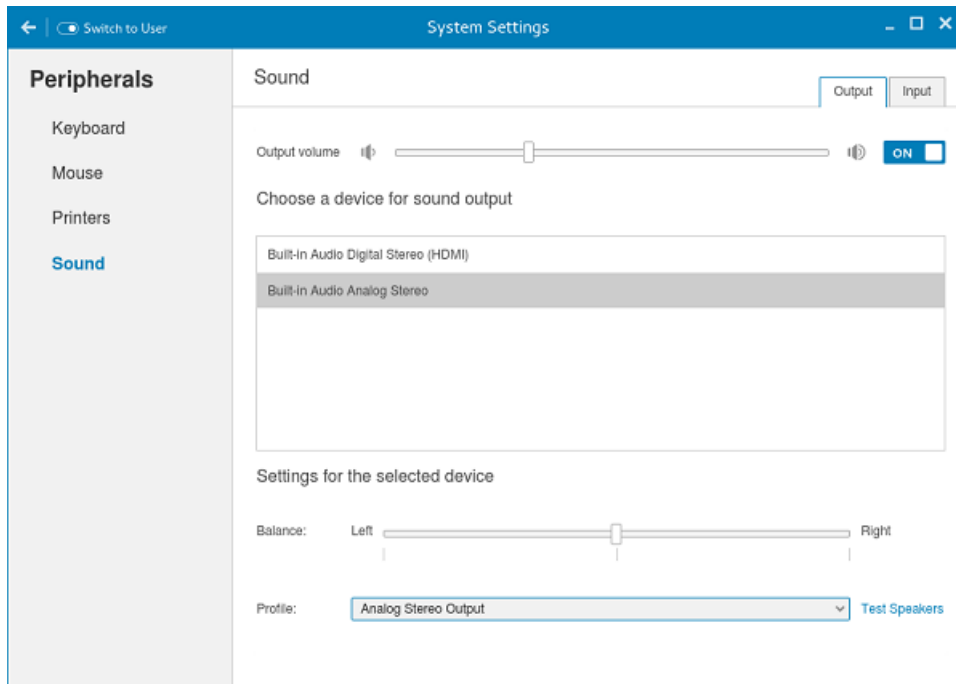 Switch to User
System Settings
Peripherals
Keyboard
Mouse
Printers
Sound
Sound
Output
Input
Output volume
ON
Choose a device for sound output
Built-in Audio Digital Stereo (HDMI)
Built-in Audio Analog Stereo
Settings for the selected device
Balance: Left Right
Profile: Analog Stereo Output Test Speakers